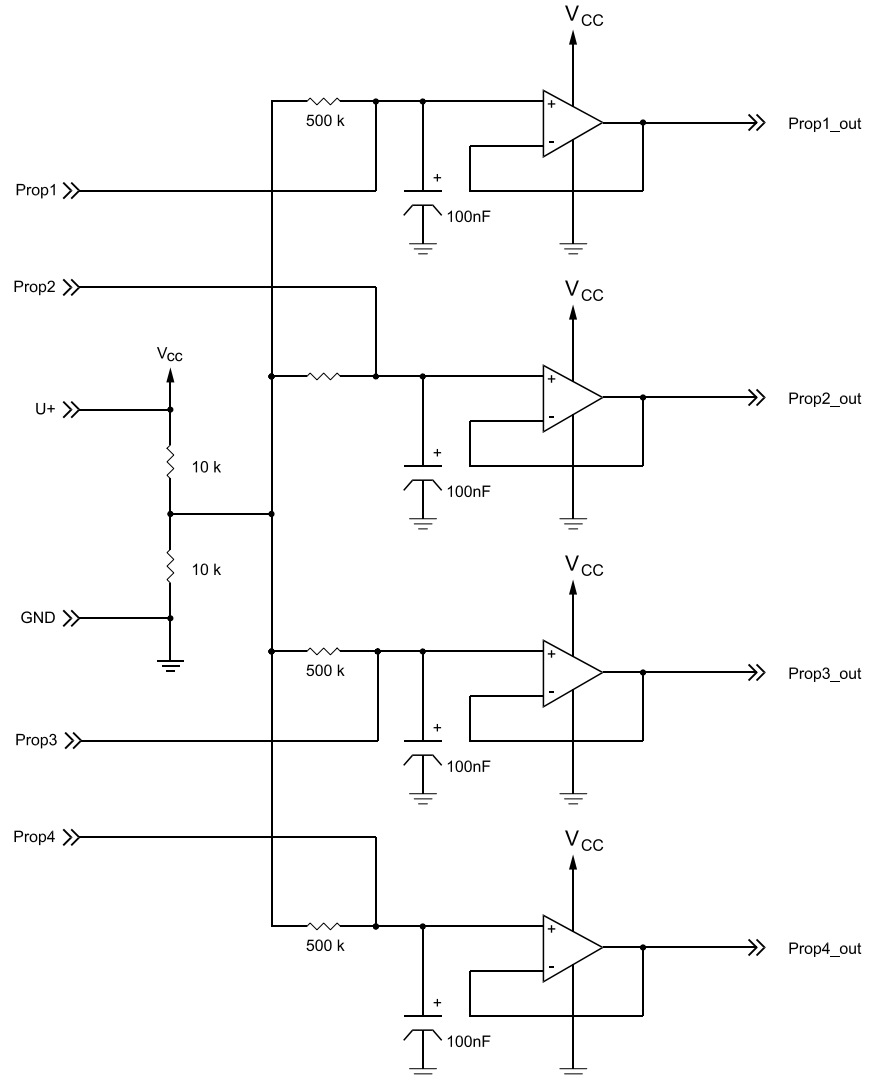 VCC
+
500 k
-
Prop1_out
Prop1
+
100nF
VCC
Prop2
VCC
+
U+
-
Prop2_out
+
10 k
100nF
VCC
10 k
GND
+
500 k
-
Prop3_out
Prop3
+
100nF
VCC
Prop4
+
500 k
-
Prop4_out
+
100nF